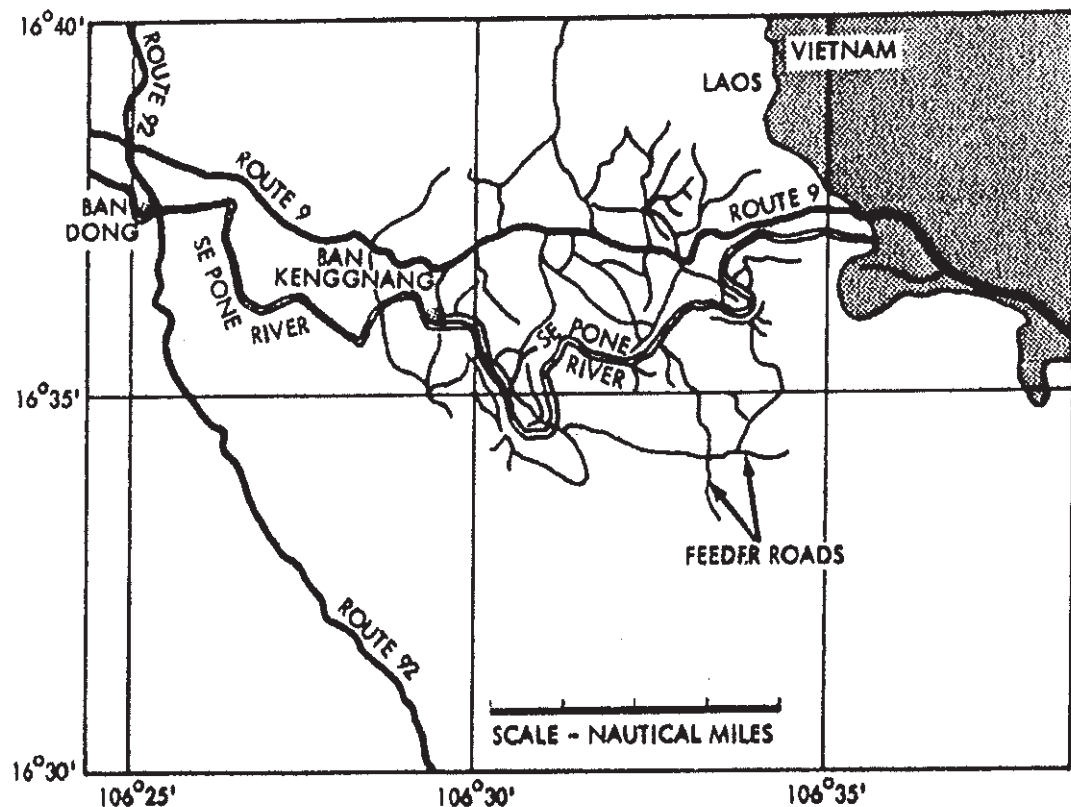 16°40'
ROUTE 92
VIETNAM
LAOS
ROUTE 9
ROUTE 9
BAN
DONG
BAN
KENGGNANG
SE PONE
RIVER
SE PONE
RIVER
16°35'
FEEDER ROADS
ROUTE 92
SCALE - NAUTICAL MILES
16°30'
106°25'
106°30'
106°35'